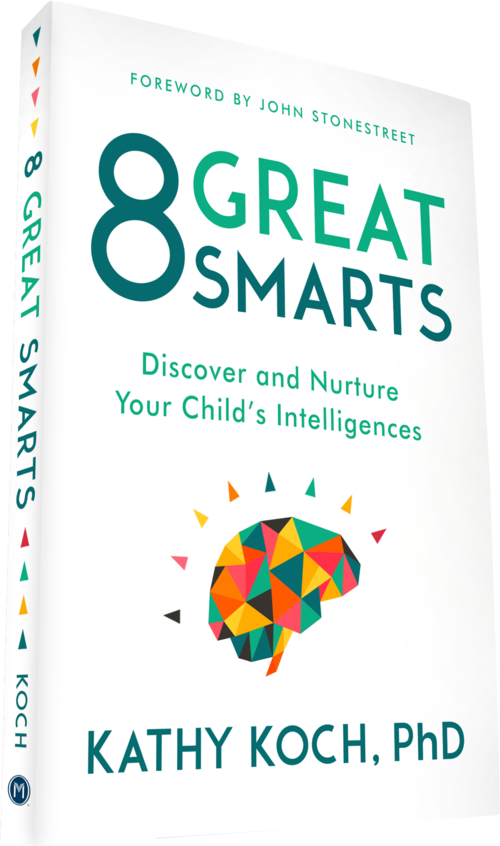 FOREWORD BY JOHN STONESTREET
8 GREAT
SMARTS
Discover and Nurture
Your Child's Intelligences
KATHY KOCH, PhD
8 GREAT SMARTS
KOCH
M